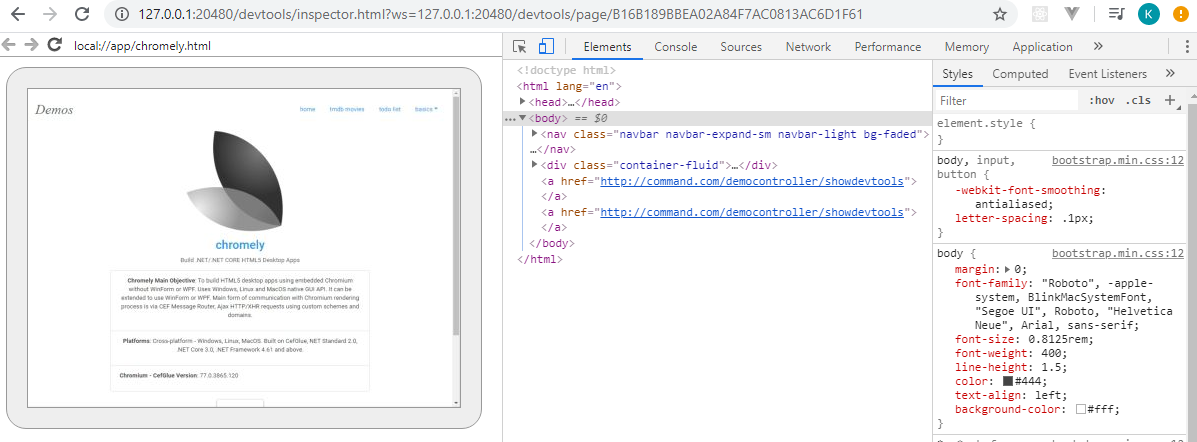 127.0.0.1:20480/devtools/inspector.html?ws=127.0.0.1:20480/devtools/page/B16B189BBEA02A84F7AC0813AC6D1F61
K
local://app/chromely.html
Elements Console Sources Network Performance Memory Application »
Demos
home tmdb movies todo list basics
chromely
Build .NET/.NET CORE HTML5 Desktop Apps
Chromely Main Objective: To build HTML5 desktop apps using embedded Chromium
without WinForm or WPF. Uses Windows, Linux and MacOS native GUI API. It can be
extended to use WinForm or WPF. Main form of communication with Chromium rendering
process is via CEF Message Router, Ajax HTTP/XHR requests using custom schemes and
domains.
Platforms: Cross-platform - Windows, Linux, MacOS. Built on CefGlue, NET Standard 2.0,
.NET Core 3.0, .NET Framework 4.61 and above.
Chromium - CefGlue Version: 77.0.3865.120
<!doctype html>
<html lang="en">
<head>…</head>
… <body> == $0
<nav class="navbar navbar-expand-sm navbar-light bg-faded">
…</nav>
<div class="container-fluid">…</div>
<a href="http://command.com/democontroller/showdevtools">
</a>
<a href="http://command.com/democontroller/showdevtools">
</a>
</body>
</html>
Styles Computed Event Listeners »
Filter :hov .cls +
element.style {
}
body, input, bootstrap.min.css:12
button {
-webkit-font-smoothing:
antialiased;
letter-spacing: .1px;
}
body { bootstrap.min.css:12
margin: 0;
font-family: "Roboto", -apple-
system, BlinkMacSystemFont,
"Segoe UI", Roboto, "Helvetica
Neue", Arial, sans-serif;
font-size: 0.8125rem;
font-weight: 400;
line-height: 1.5;
color: #444;
text-align: left;
background-color: #fff;
}